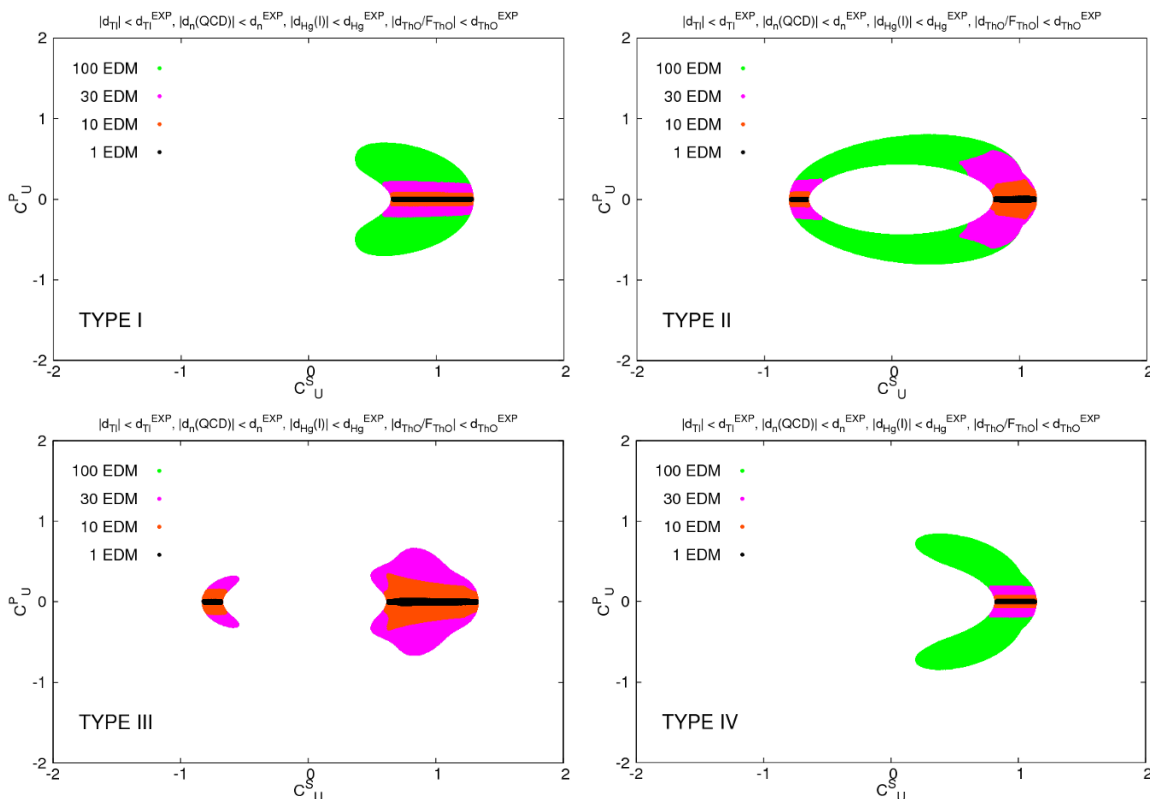 |d_Tl| < d_Tl^EXP, |d_n(QCD)| < d_n^EXP, |d_Hg(I)| < d_Hg^EXP, |d_ThO/F_ThO| < d_ThO^EXP
2
100 EDM
30 EDM
1
10 EDM
1 EDM
C^P_U
0
-1
TYPE I
-2
-2
-1
0
1
2
C^S_U
|d_Tl| < d_Tl^EXP, |d_n(QCD)| < d_n^EXP, |d_Hg(I)| < d_Hg^EXP, |d_ThO/F_ThO| < d_ThO^EXP
2
100 EDM
30 EDM
1
10 EDM
1 EDM
C^P_U
0
-1
TYPE II
-2
-2
-1
0
1
2
C^S_U
|d_Tl| < d_Tl^EXP, |d_n(QCD)| < d_n^EXP, |d_Hg(I)| < d_Hg^EXP, |d_ThO/F_ThO| < d_ThO^EXP
2
100 EDM
30 EDM
1
10 EDM
1 EDM
C^P_U
0
-1
TYPE III
-2
-2
-1
0
1
2
C^S_U
|d_Tl| < d_Tl^EXP, |d_n(QCD)| < d_n^EXP, |d_Hg(I)| < d_Hg^EXP, |d_ThO/F_ThO| < d_ThO^EXP
2
100 EDM
30 EDM
1
10 EDM
1 EDM
C^P_U
0
-1
TYPE IV
-2
-2
-1
0
1
2
C^S_U